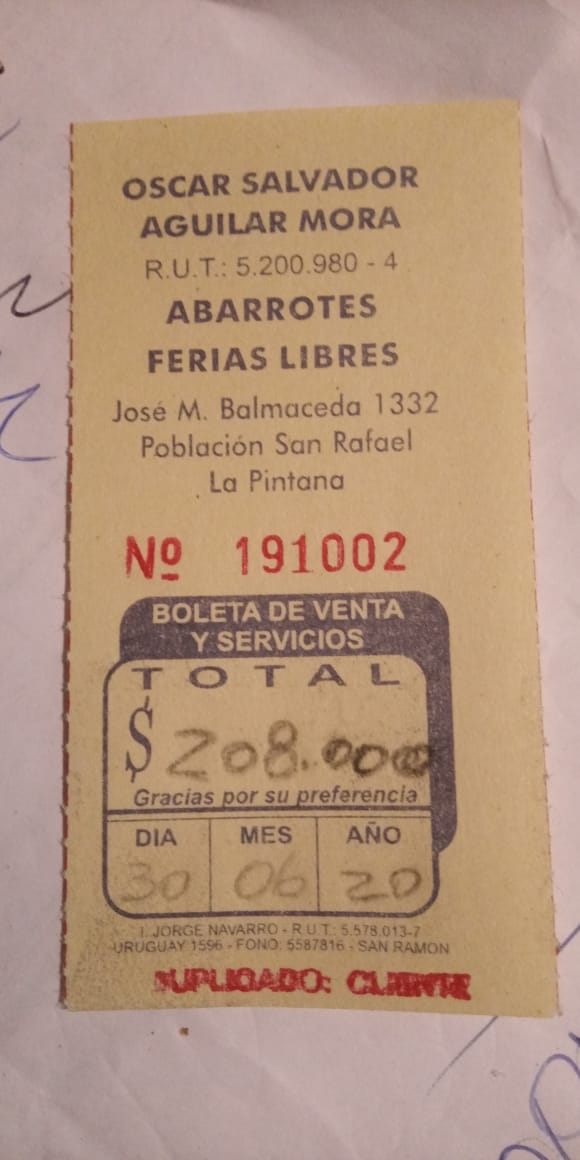 OSCAR SALVADOR
AGUILAR MORA
R.U.T.: 5.200.980 - 4
ABARROTES
FERIAS LIBRES
José M. Balmaceda 1332
Población San Rafael
La Pintana
Nº 191002
BOLETA DE VENTA
Y SERVICIOS
TOTAL
$ 208.000
Gracias por su preferencia
DIA MES AÑO
30 06 20
I. JORGE NAVARRO - R.U.T.: 5.578.013-7
URUGUAY 1596 - FONO: 5587816 - SAN RAMON
DUPLICADO: CLIENTE